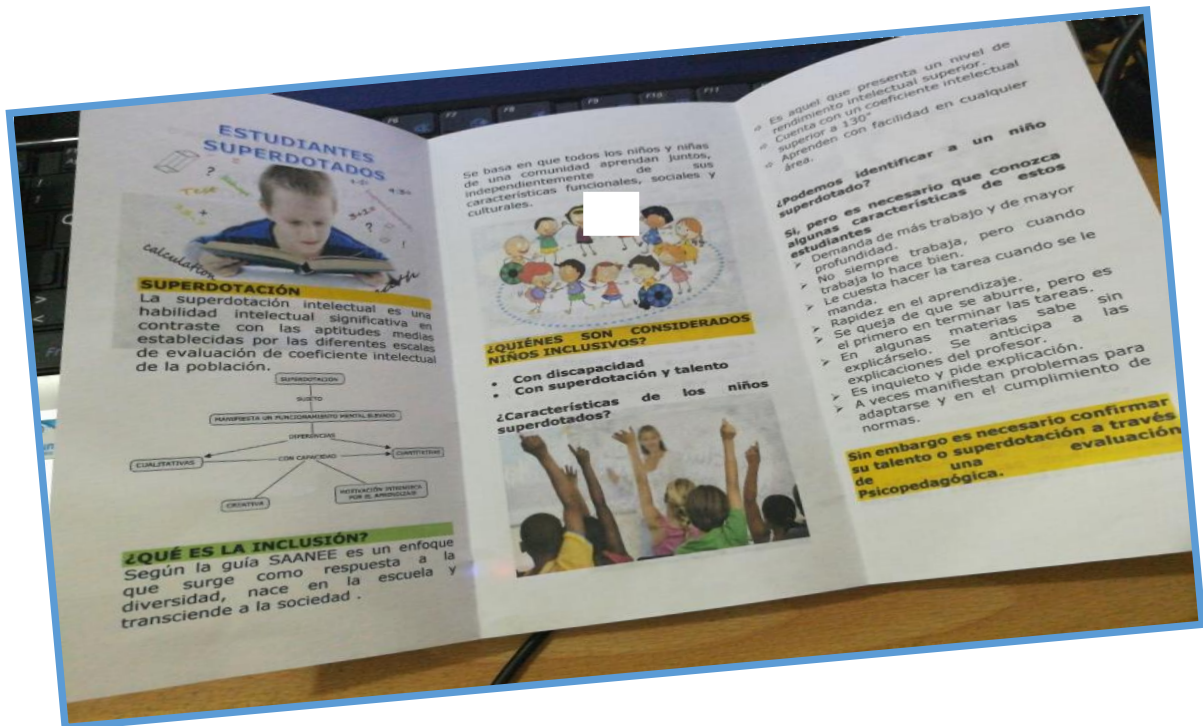 ESTUDIANTES
SUPERDOTADOS
calculation
SUPERDOTACIÓN
La superdotación intelectual es una
habilidad intelectual significativa en
contraste con las aptitudes medias
establecidas por las diferentes escalas
de evaluación de coeficiente intelectual
de la población.
SUPERDOTACIÓN
SUJETO
MANIFIESTA UN FUNCIONAMIENTO MENTAL ELEVADO
DIFERENCIAS
CUALITATIVAS
CON CAPACIDAD
CUANTITATIVAS
CREATIVA
MOTIVACIÓN INTRÍNSECA
POR EL APRENDIZAJE
¿QUÉ ES LA INCLUSIÓN?
Según la guía SAANEE es un enfoque
que surge como respuesta a la
diversidad, nace en la escuela y
transciende a la sociedad .
Se basa en que todos los niños y niñas
de una comunidad aprendan juntos,
independientemente de sus
características funcionales, sociales y
culturales.
¿QUIÉNES SON CONSIDERADOS
NIÑOS INCLUSIVOS?
• Con discapacidad
• Con superdotación y talento
¿Características de los niños
superdotados?
Es aquel que presenta un nivel de
rendimiento intelectual superior.
Cuenta con un coeficiente intelectual
superior a 130"
Aprenden con facilidad en cualquier
área.
¿Podemos identificar a un niño
superdotado?
Si, pero es necesario que conozca
algunas características de estos
estudiantes
➢ Demanda de más trabajo y de mayor
profundidad.
➢ No siempre trabaja, pero cuando
trabaja lo hace bien.
➢ Le cuesta hacer la tarea cuando se le
manda.
➢ Rapidez en el aprendizaje.
➢ Se queja de que se aburre, pero es
el primero en terminar las tareas.
➢ En algunas materias sabe sin
explicárselo. Se anticipa a las
explicaciones del profesor.
➢ Es inquieto y pide explicación.
➢ A veces manifiestan problemas para
adaptarse y en el cumplimiento de
normas.
Sin embargo es necesario confirmar
su talento o superdotación a través
de una evaluación
Psicopedagógica.